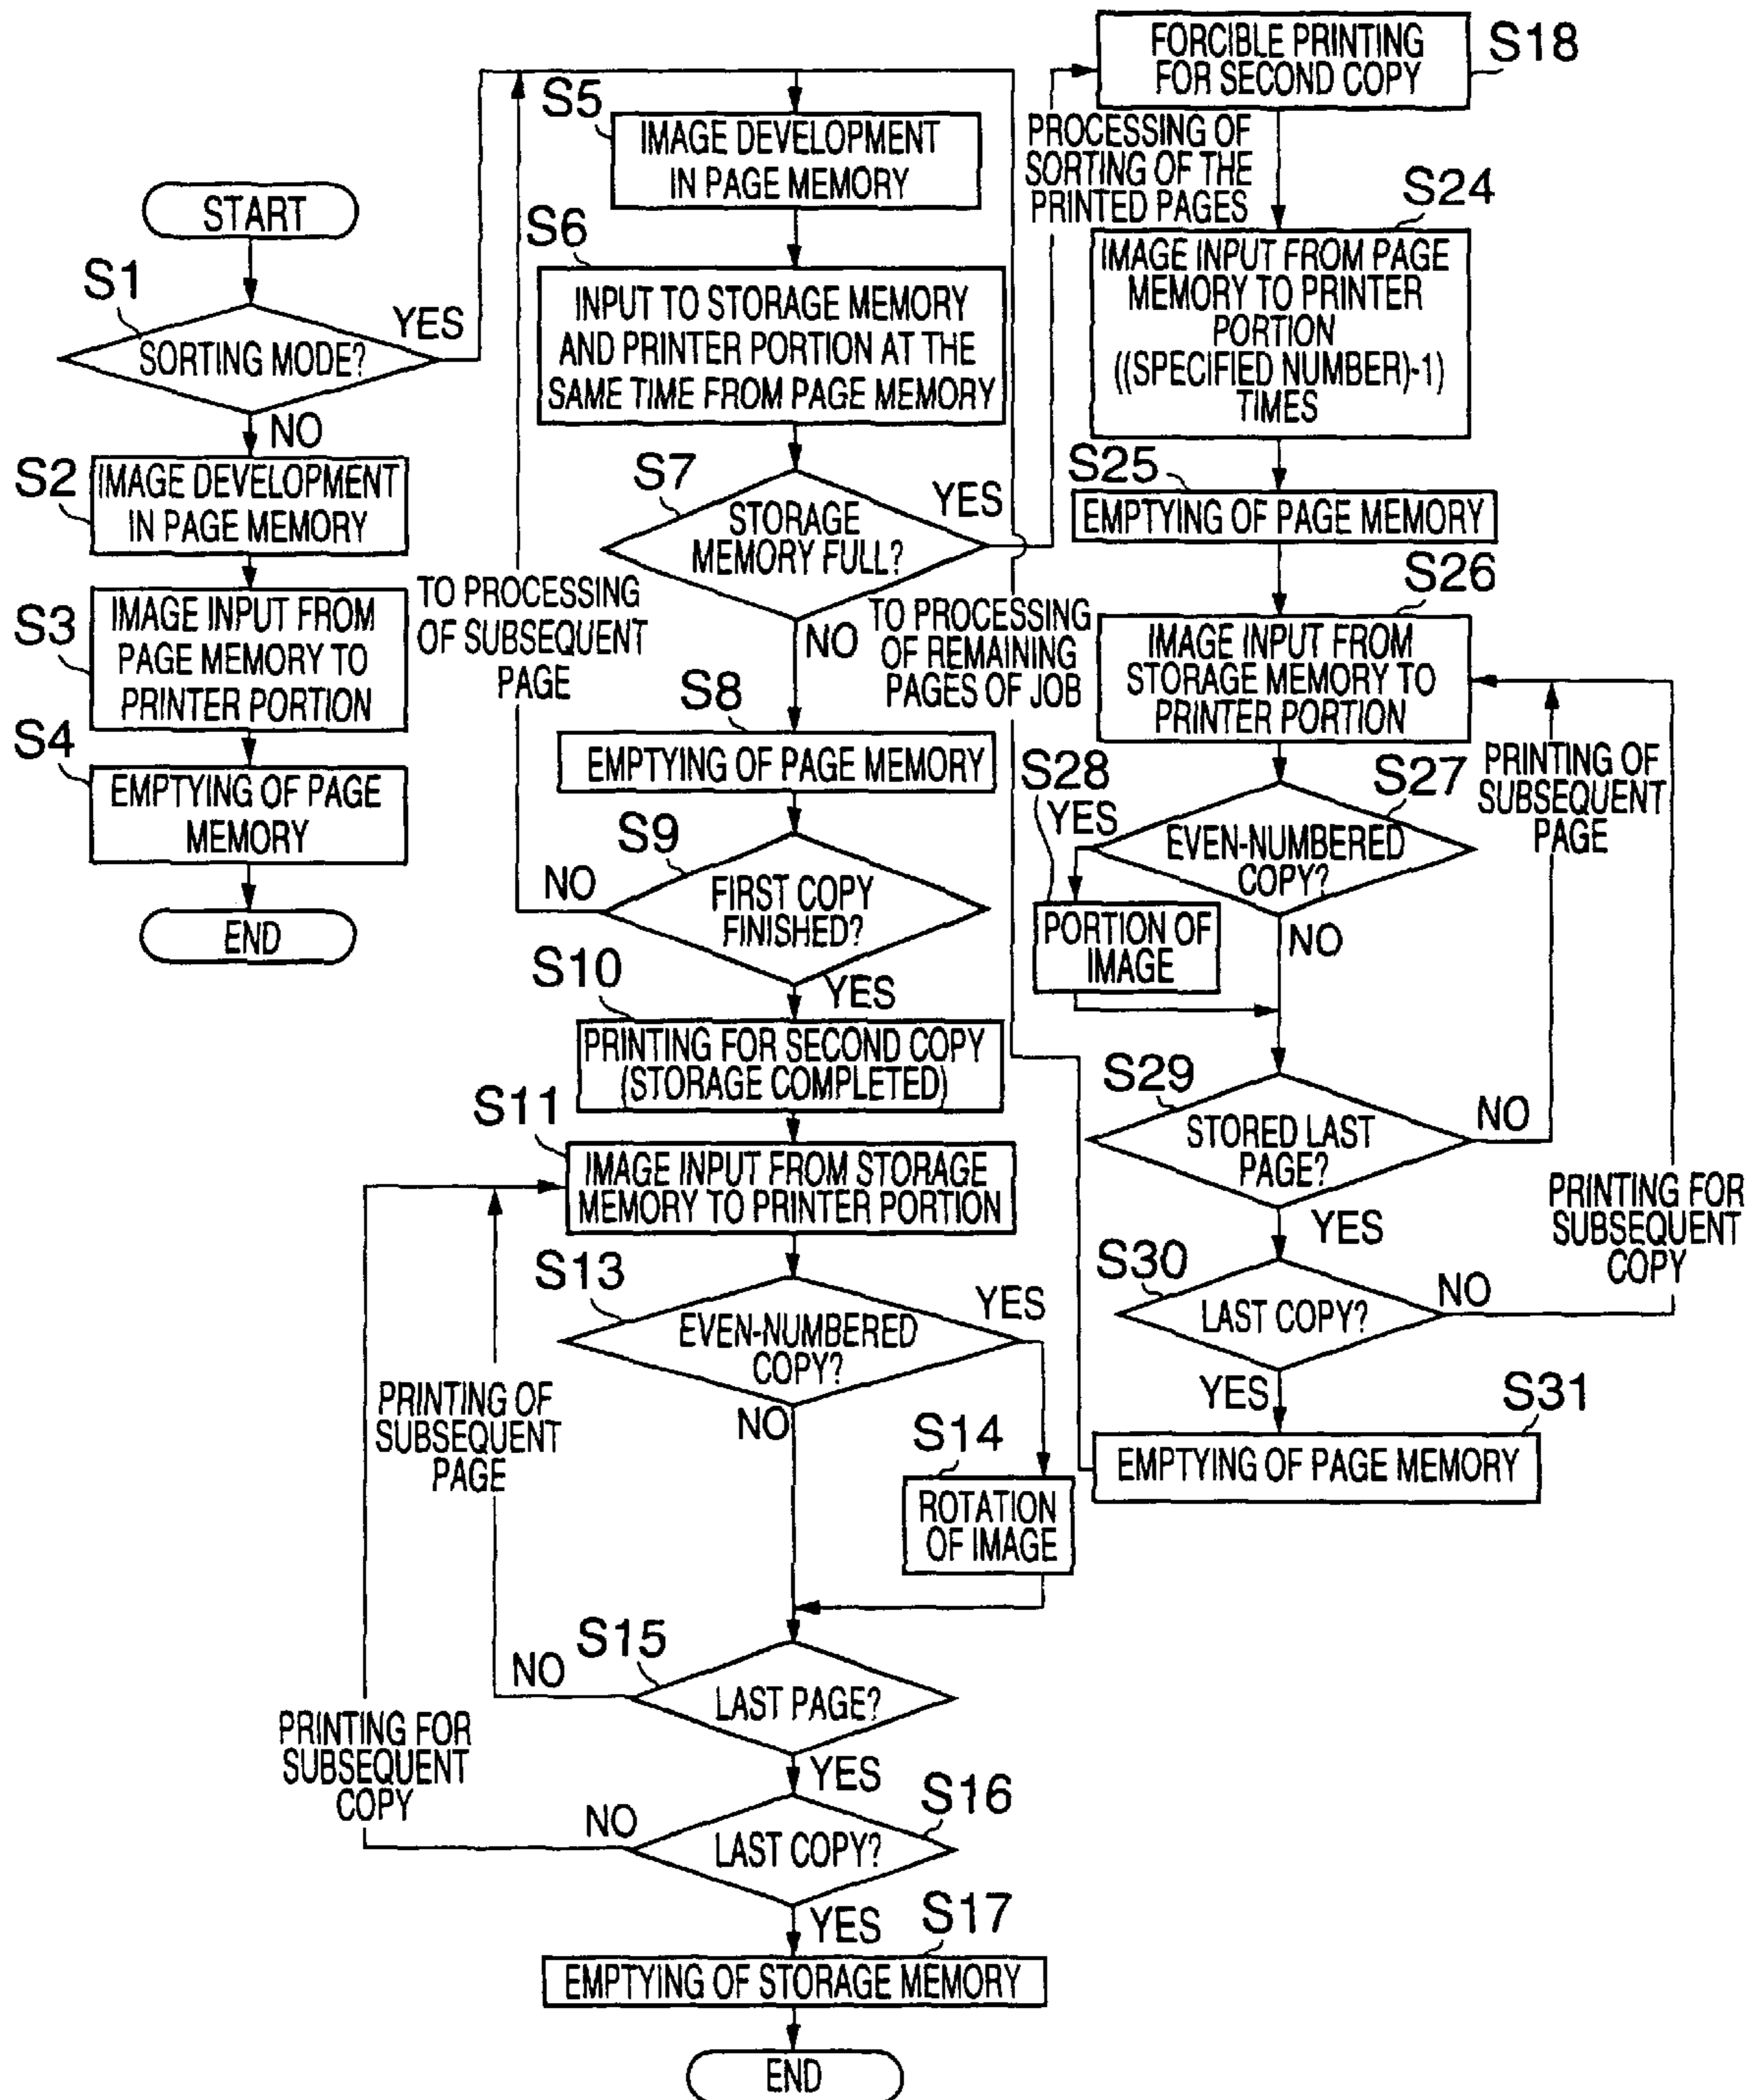 START
S1
SORTING MODE?
YES
NO
S2
IMAGE DEVELOPMENT
IN PAGE MEMORY
S3
IMAGE INPUT FROM
PAGE MEMORY TO
PRINTER PORTION
S4
EMPTYING OF PAGE
MEMORY
END
S5
IMAGE DEVELOPMENT
IN PAGE MEMORY
S6
INPUT TO STORAGE MEMORY
AND PRINTER PORTION AT THE
SAME TIME FROM PAGE MEMORY
S7
STORAGE
MEMORY FULL?
YES
NO
TO PROCESSING
OF SUBSEQUENT
PAGE
TO PROCESSING
OF REMAINING
PAGES OF JOB
S8
EMPTYING OF PAGE MEMORY
S9
FIRST COPY
FINISHED?
NO
YES
S10
PRINTING FOR SECOND COPY
(STORAGE COMPLETED)
S11
IMAGE INPUT FROM STORAGE
MEMORY TO PRINTER PORTION
S13
EVEN-NUMBERED
COPY?
YES
NO
S14
ROTATION
OF IMAGE
PRINTING OF
SUBSEQUENT
PAGE
S15
LAST PAGE?
NO
YES
PRINTING FOR
SUBSEQUENT
COPY
S16
LAST COPY?
NO
YES
S17
EMPTYING OF STORAGE MEMORY
END
FORCIBLE PRINTING
FOR SECOND COPY
S18
PROCESSING OF
SORTING OF THE
PRINTED PAGES
S24
IMAGE INPUT FROM PAGE
MEMORY TO PRINTER
PORTION
((SPECIFIED NUMBER)-1)
TIMES
S25
EMPTYING OF PAGE MEMORY
S26
IMAGE INPUT FROM
STORAGE MEMORY TO
PRINTER PORTION
S27
EVEN-NUMBERED
COPY?
YES
NO
S28
PORTION OF
IMAGE
PRINTING OF
SUBSEQUENT
PAGE
S29
STORED LAST
PAGE?
NO
YES
PRINTING FOR
SUBSEQUENT
COPY
S30
LAST COPY?
NO
YES
S31
EMPTYING OF PAGE MEMORY